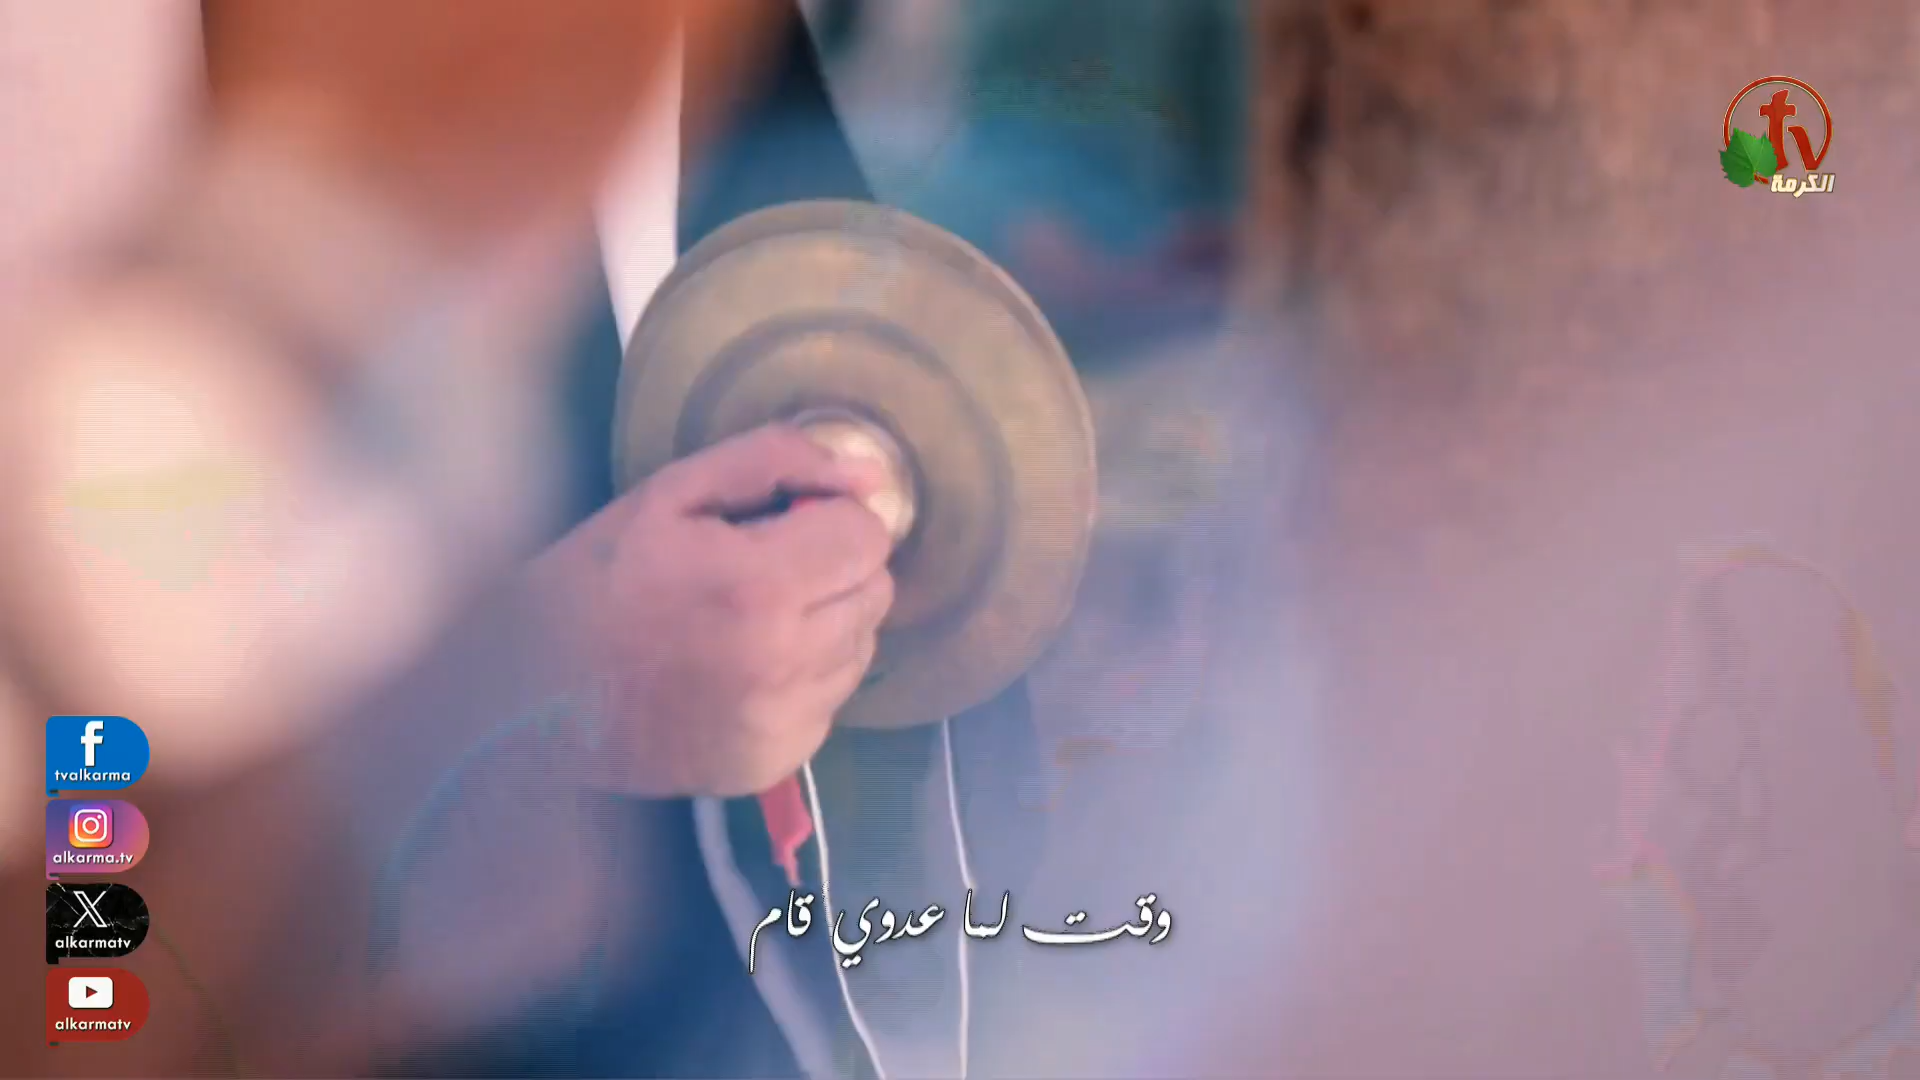 tv
الكرمة
tvalkarma
alkarma.tv
alkarmatv
alkarmatv
وقت لما عدوي قام